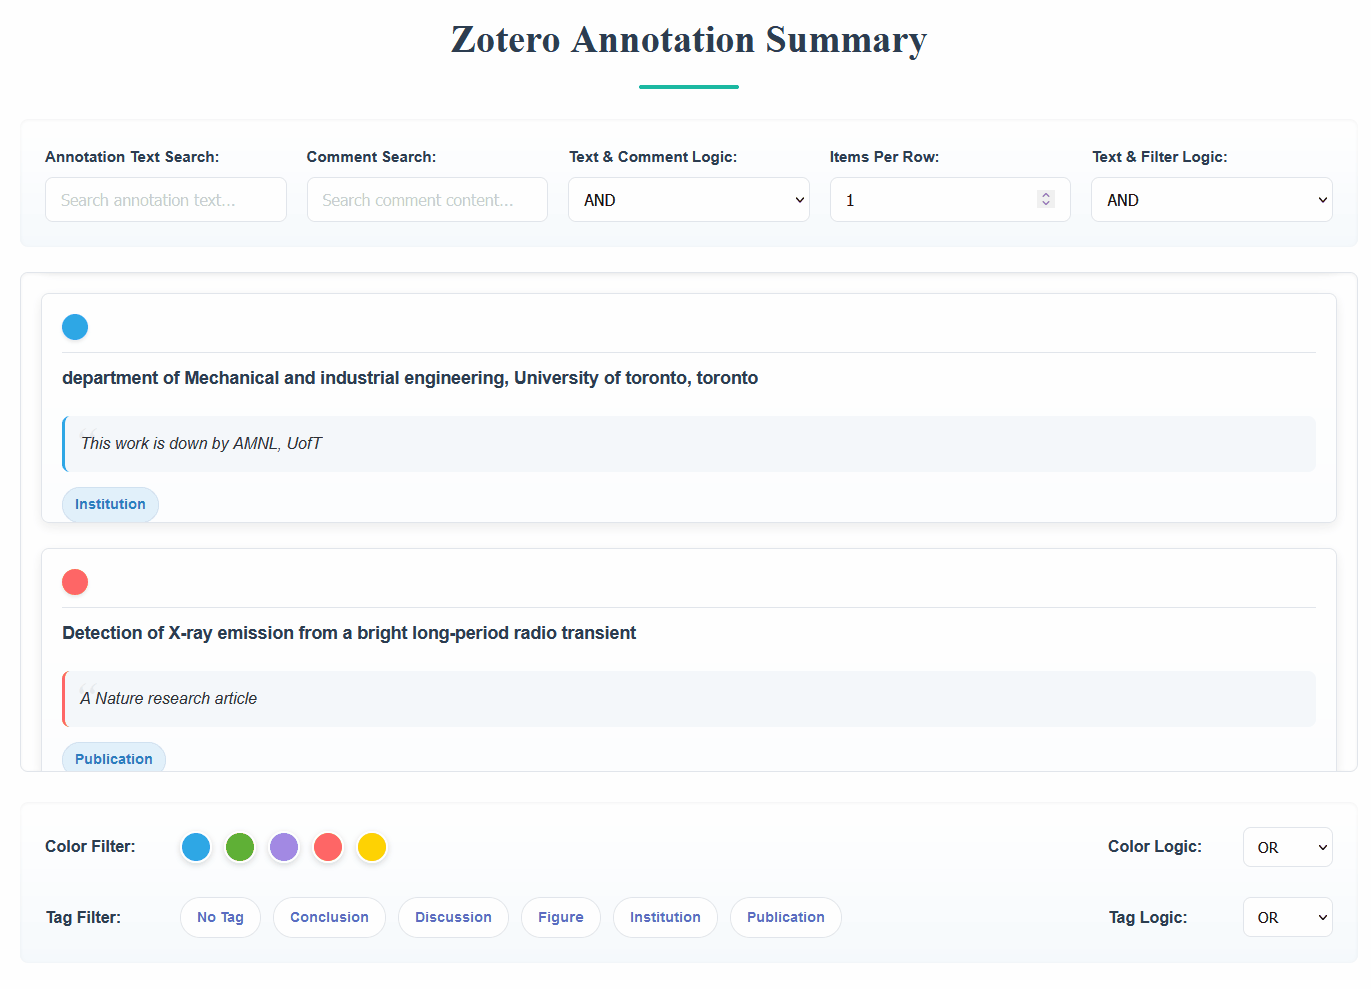 Zotero Annotation Summary
Annotation Text Search: Comment Search: Text & Comment Logic: Items Per Row: Text & Filter Logic:
Search annotation text... Search comment content... AND 1 AND
department of Mechanical and industrial engineering, University of toronto, toronto
This work is down by AMNL, UofT
Institution
Detection of X-ray emission from a bright long-period radio transient
A Nature research article
Publication
Color Filter: Color Logic: OR
Tag Filter: No Tag Conclusion Discussion Figure Institution Publication Tag Logic: OR